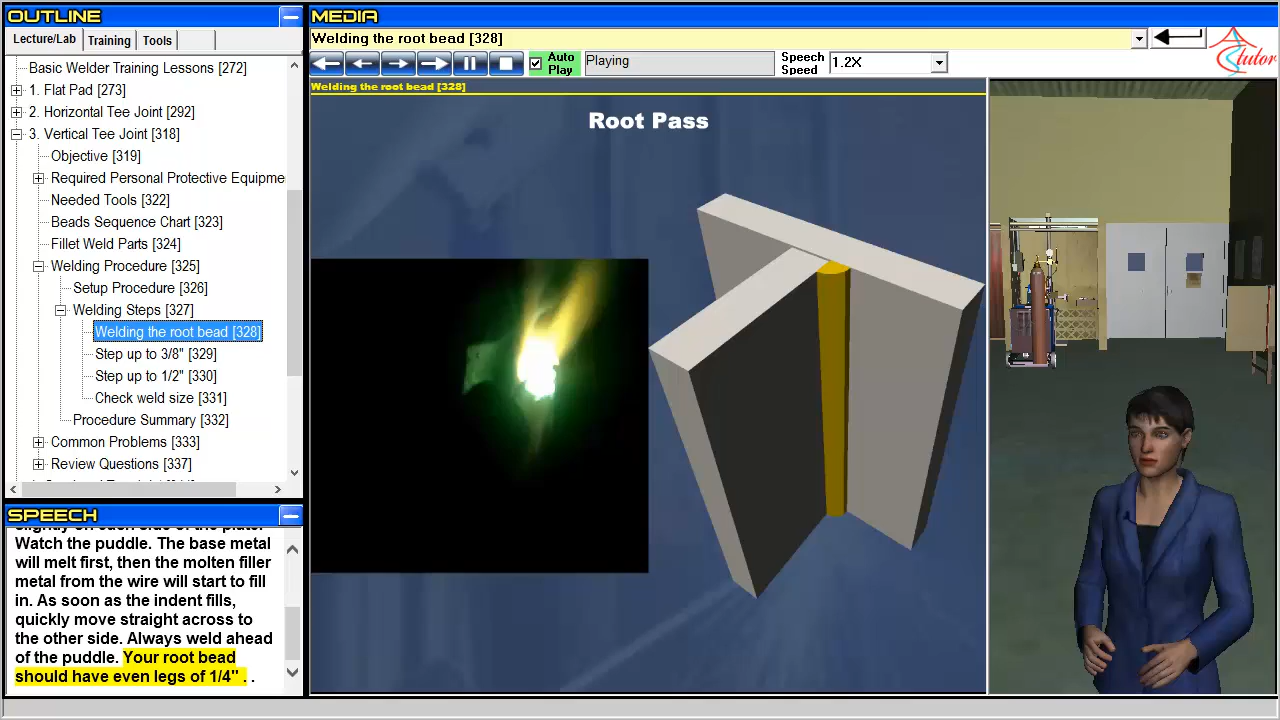 OUTLINE
Lecture/Lab Training Tools
Basic Welder Training Lessons [272]
1. Flat Pad [273]
2. Horizontal Tee Joint [292]
3. Vertical Tee Joint [318]
Objective [319]
Required Personal Protective Equipme
Needed Tools [322]
Beads Sequence Chart [323]
Fillet Weld Parts [324]
Welding Procedure [325]
Setup Procedure [326]
Welding Steps [327]
Welding the root bead [328]
Step up to 3/8" [329]
Step up to 1/2" [330]
Check weld size [331]
Procedure Summary [332]
Common Problems [333]
Review Questions [337]
SPEECH
slightly on each side of the plate.
Watch the puddle. The base metal
will melt first, then the molten filler
metal from the wire will start to fill
in. As soon as the indent fills,
quickly move straight across to
the other side. Always weld ahead
of the puddle. Your root bead
should have even legs of 1/4" . .
MEDIA
Welding the root bead [328]
Auto
Play
Playing
Speech
Speed
1.2X
tutor
Welding the root bead [328]
Root Pass